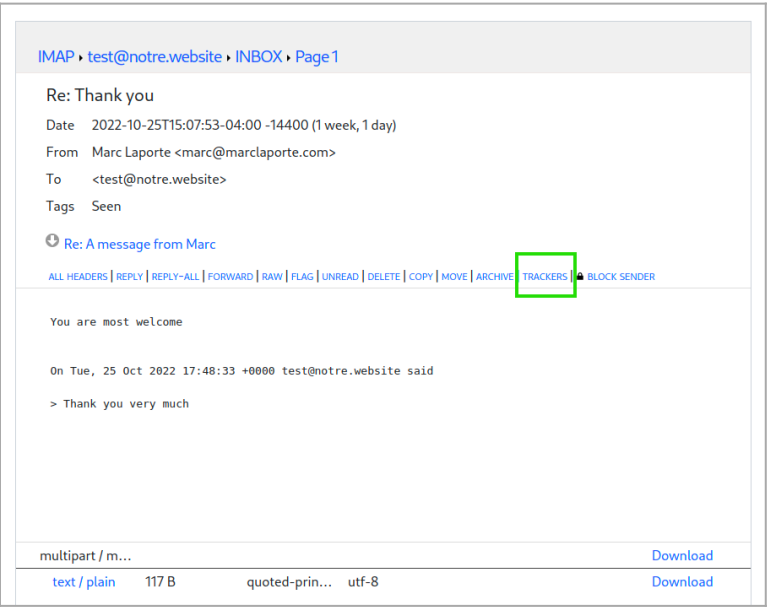 IMAP › test@notre.website › INBOX › Page 1
Re: Thank you
Date 2022-10-25T15:07:53-04:00 -14400 (1 week, 1 day)
From Marc Laporte <marc@marclaporte.com>
To <test@notre.website>
Tags Seen
Re: A message from Marc
ALL HEADERS | REPLY | REPLY-ALL | FORWARD | RAW | FLAG | UNREAD | DELETE | COPY | MOVE | ARCHIVE | TRACKERS | BLOCK SENDER
You are most welcome
On Tue, 25 Oct 2022 17:48:33 +0000 test@notre.website said
> Thank you very much
multipart / m... Download
text / plain 117 B quoted-prin... utf-8 Download